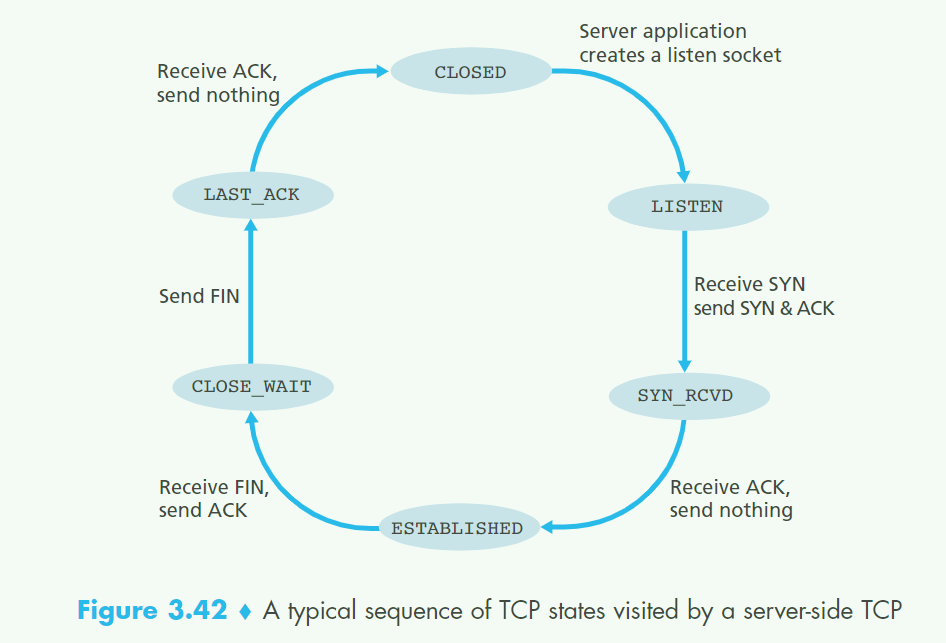 CLOSED
Server application
creates a listen socket
LISTEN
Receive SYN
send SYN & ACK
SYN_RCVD
Receive ACK,
send nothing
ESTABLISHED
Receive FIN,
send ACK
CLOSE_WAIT
Send FIN
LAST_ACK
Receive ACK,
send nothing
Figure 3.42 ♦ A typical sequence of TCP states visited by a server-side TCP